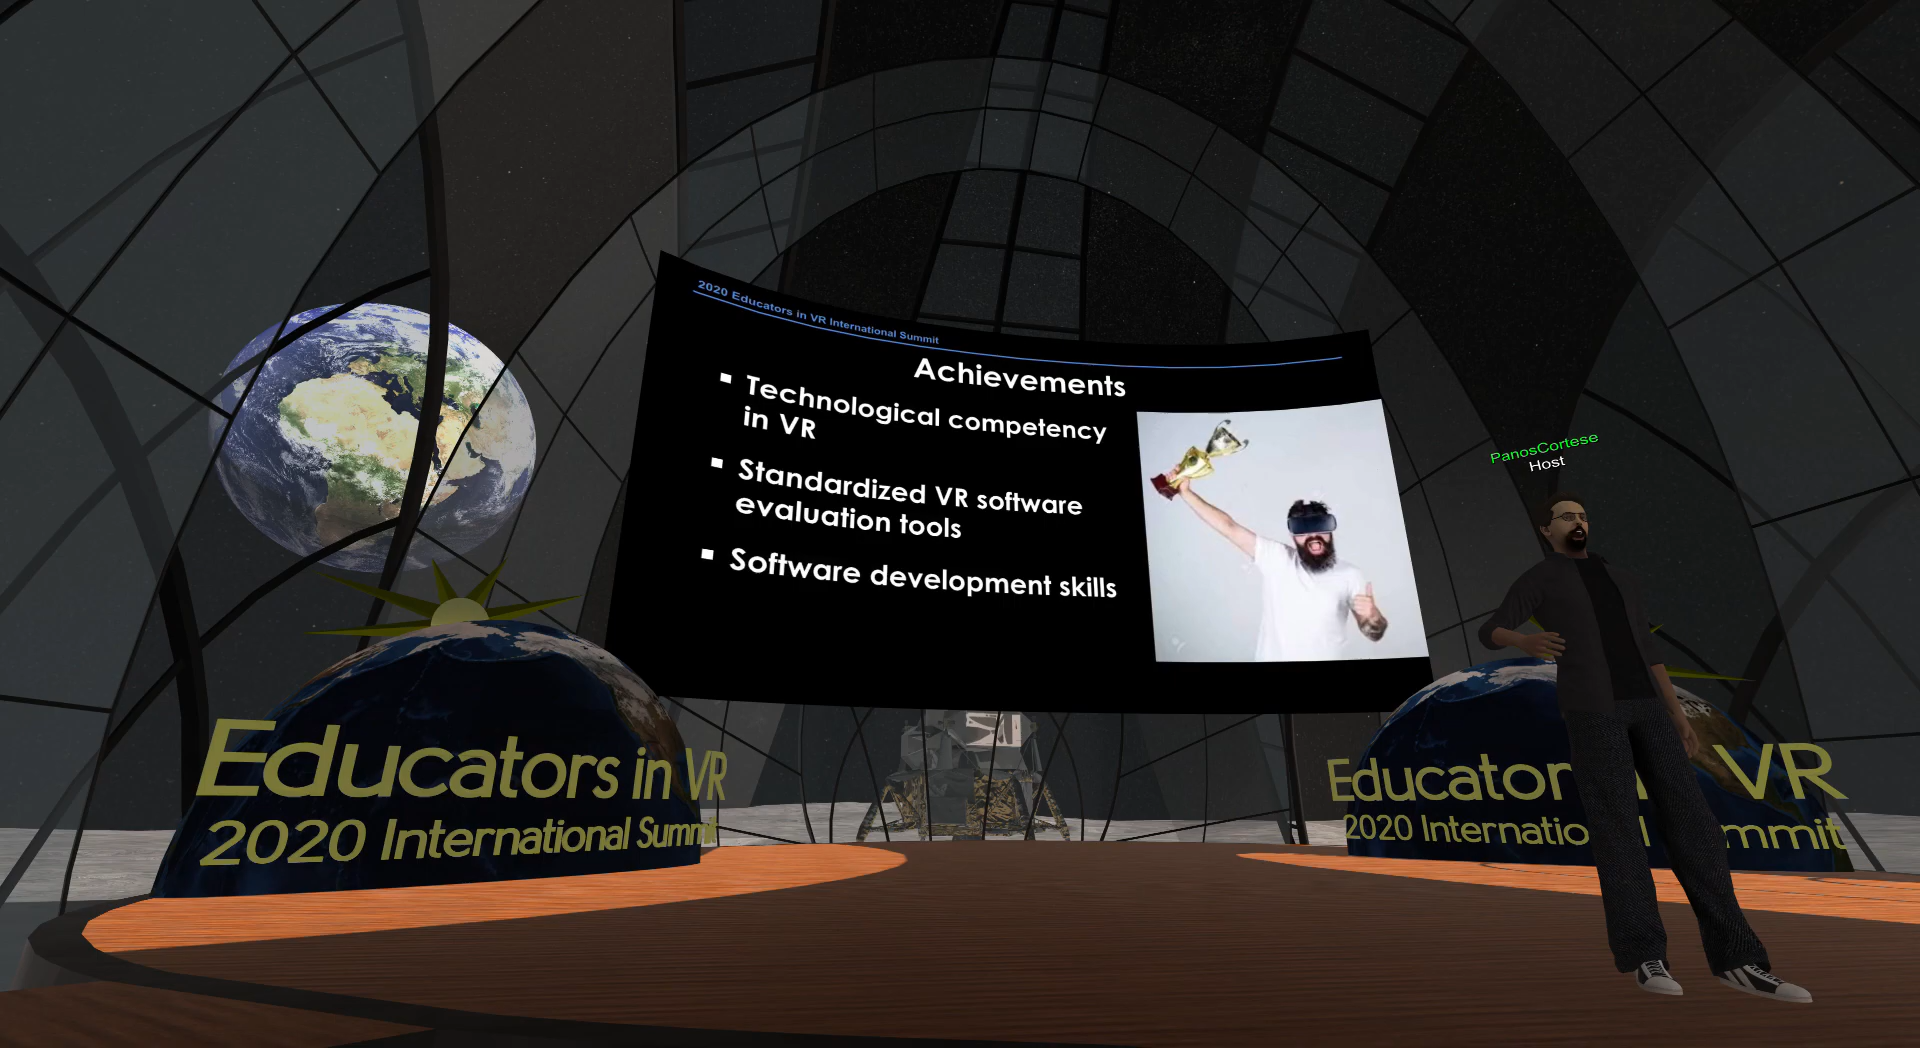 2020 Educators in VR International Summit
Achievements
▪ Technological competency
in VR
▪ Standardized VR software
evaluation tools
▪ Software development skills
PanosCortese
Host
Educators in VR
2020 International Summit
Educator VR
2020 Internatio l mmit